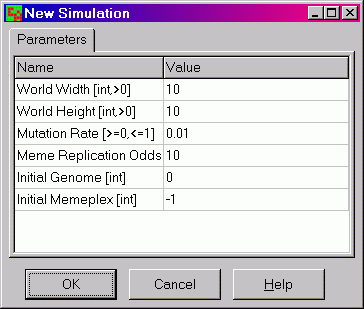 New Simulation
Parameters
Name Value
World Width [int,>0] 10
World Height [int,>0] 10
Mutation Rate [>=0,<=1] 0.01
Meme Replication Odds 10
Initial Genome [int] 0
Initial Memeplex [int] -1
OK Cancel Help